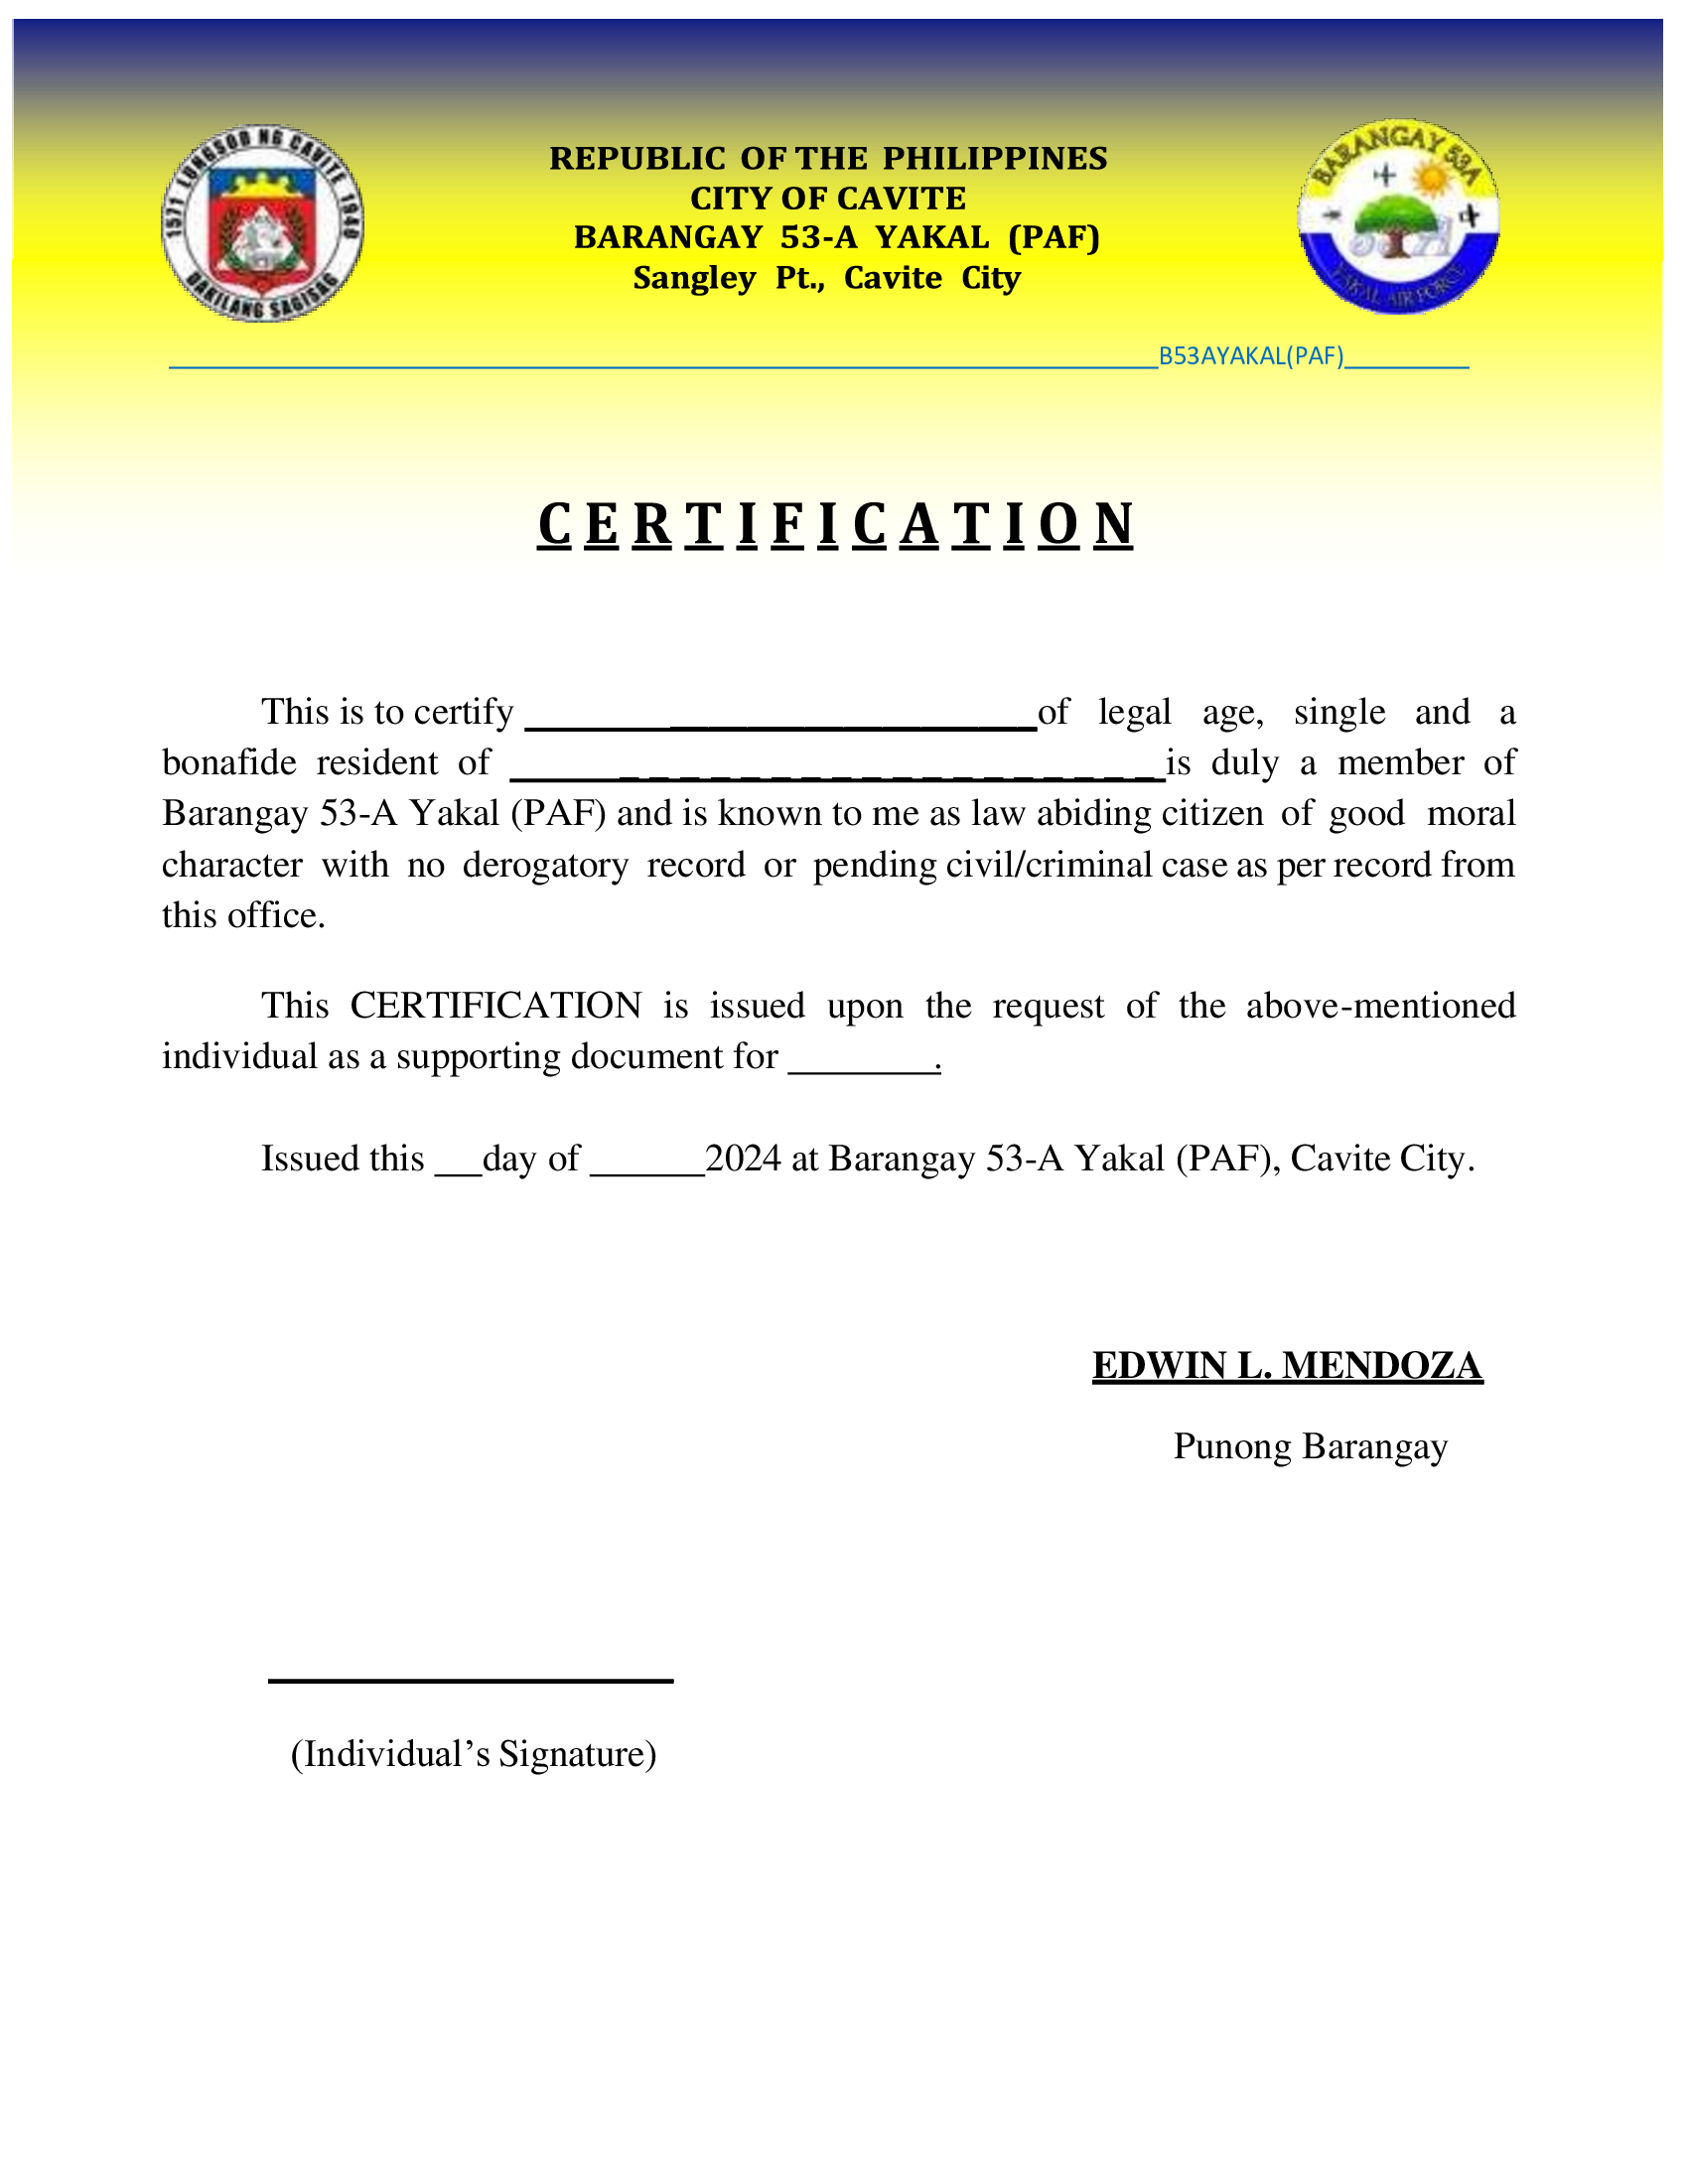 1571 LUNGSOD NG CAVITE 1940
DAKILANG SAGISAG
REPUBLIC OF THE PHILIPPINES
CITY OF CAVITE
BARANGAY 53-A YAKAL (PAF)
Sangley Pt., Cavite City
BARANGAY 53A
53A
YAKAL AIR FORCE
B53AYAKAL(PAF)
CERTIFICATION
This is to certify ____________________of legal age, single and a
bonafide resident of ____________________is duly a member of
Barangay 53-A Yakal (PAF) and is known to me as law abiding citizen of good moral
character with no derogatory record or pending civil/criminal case as per record from
this office.
This CERTIFICATION is issued upon the request of the above-mentioned
individual as a supporting document for ________.
Issued this __day of ______2024 at Barangay 53-A Yakal (PAF), Cavite City.
EDWIN L. MENDOZA
Punong Barangay
(Individual’s Signature)